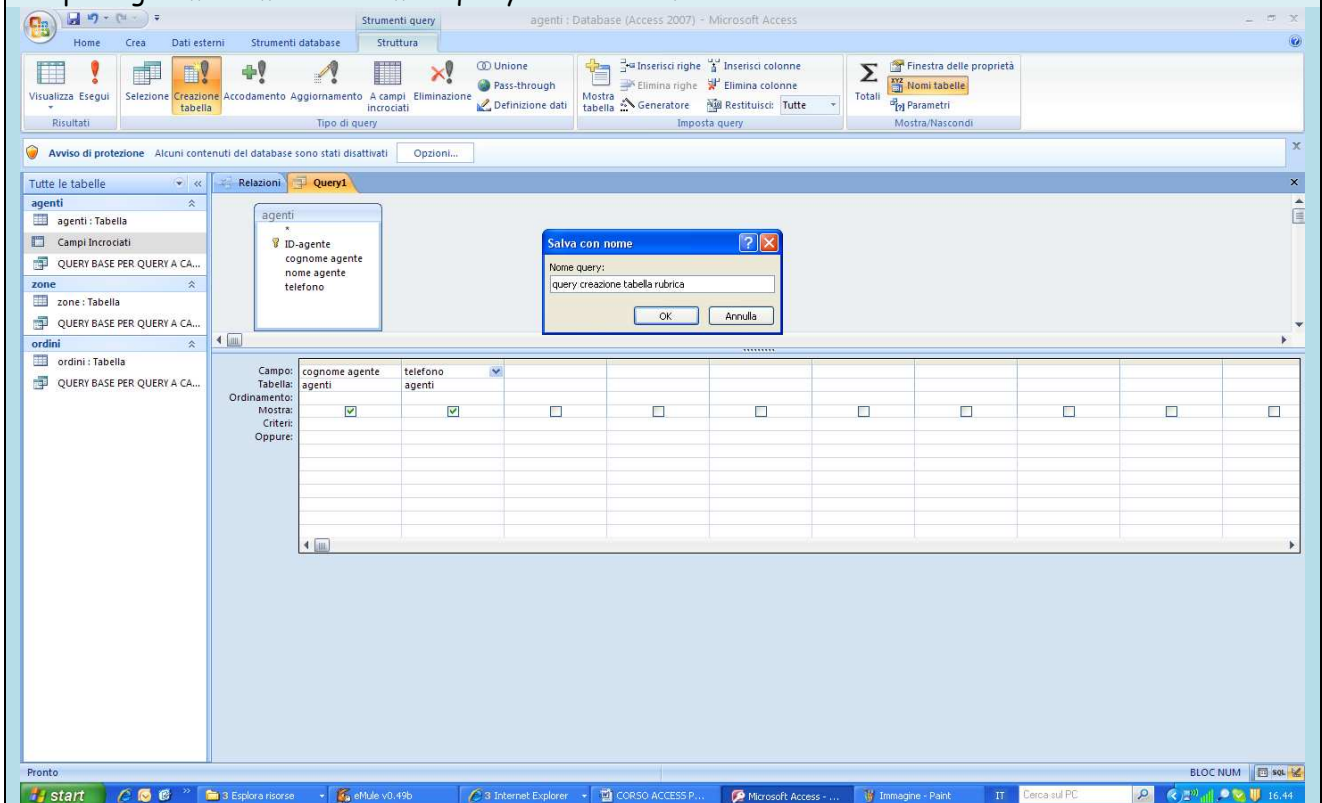 Strumenti query
agenti : Database (Access 2007) - Microsoft Access
Home Crea Dati esterni Strumenti database Struttura
Visualizza Esegui
Selezione Creazione tabella Accodamento Aggiornamento A campi incrociati Eliminazione
Unione
Pass-through
Definizione dati
Mostra tabella
Inserisci righe Inserisci colonne
Elimina righe Elimina colonne
Generatore Restituisci: Tutte
Totali
Finestra delle proprietà
Nomi tabelle
Parametri
Risultati Tipo di query Imposta query Mostra/Nascondi
Avviso di protezione Alcuni contenuti del database sono stati disattivati Opzioni...
Tutte le tabelle
agenti
agenti : Tabella
Campi Incrociati
QUERY BASE PER QUERY A CA...
zone
zone : Tabella
QUERY BASE PER QUERY A CA...
ordini
ordini : Tabella
QUERY BASE PER QUERY A CA...
Relazioni Query1
agenti
*
ID-agente
cognome agente
nome agente
telefono
Salva con nome
Nome query:
query creazione tabella rubrica
OK Annulla
Campo: cognome agente telefono
Tabella: agenti agenti
Ordinamento:
Mostra:
Criteri:
Oppure:
Pronto
BLOC NUM SQL
start 3 Esplora risorse eMule v0.49b 3 Internet Explorer CORSO ACCESS P... Microsoft Access - ... Immagine - Paint IT Cerca sul PC 16.44